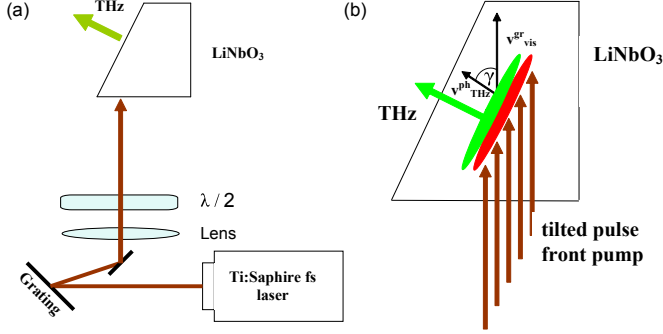 (a)
THz
LiNbO3
λ / 2
Lens
Grating
Ti:Saphire fs
laser
(b)
v^gr_vis
γ
v^ph_THz
LiNbO3
THz
tilted pulse
front pump